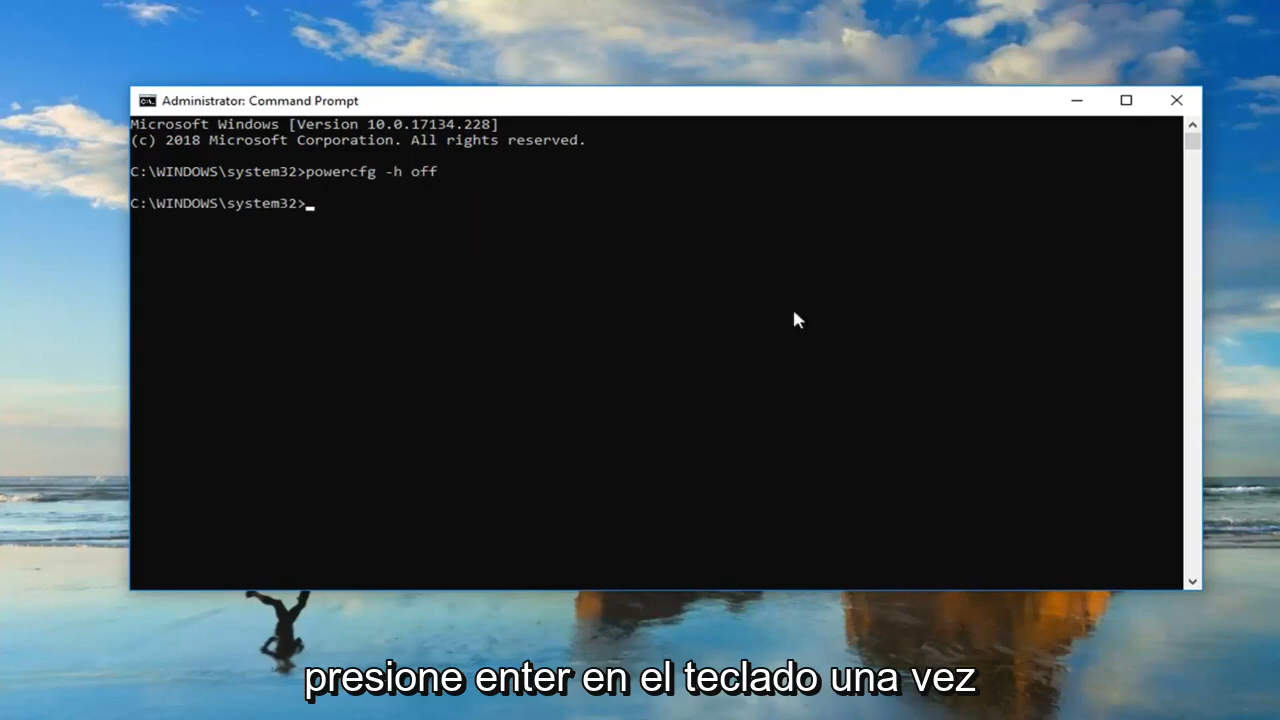 Administrator: Command Prompt
Microsoft Windows [Version 10.0.17134.228]
(c) 2018 Microsoft Corporation. All rights reserved.
C:\WINDOWS\system32>powercfg -h off
C:\WINDOWS\system32>
presione enter en el teclado una vez